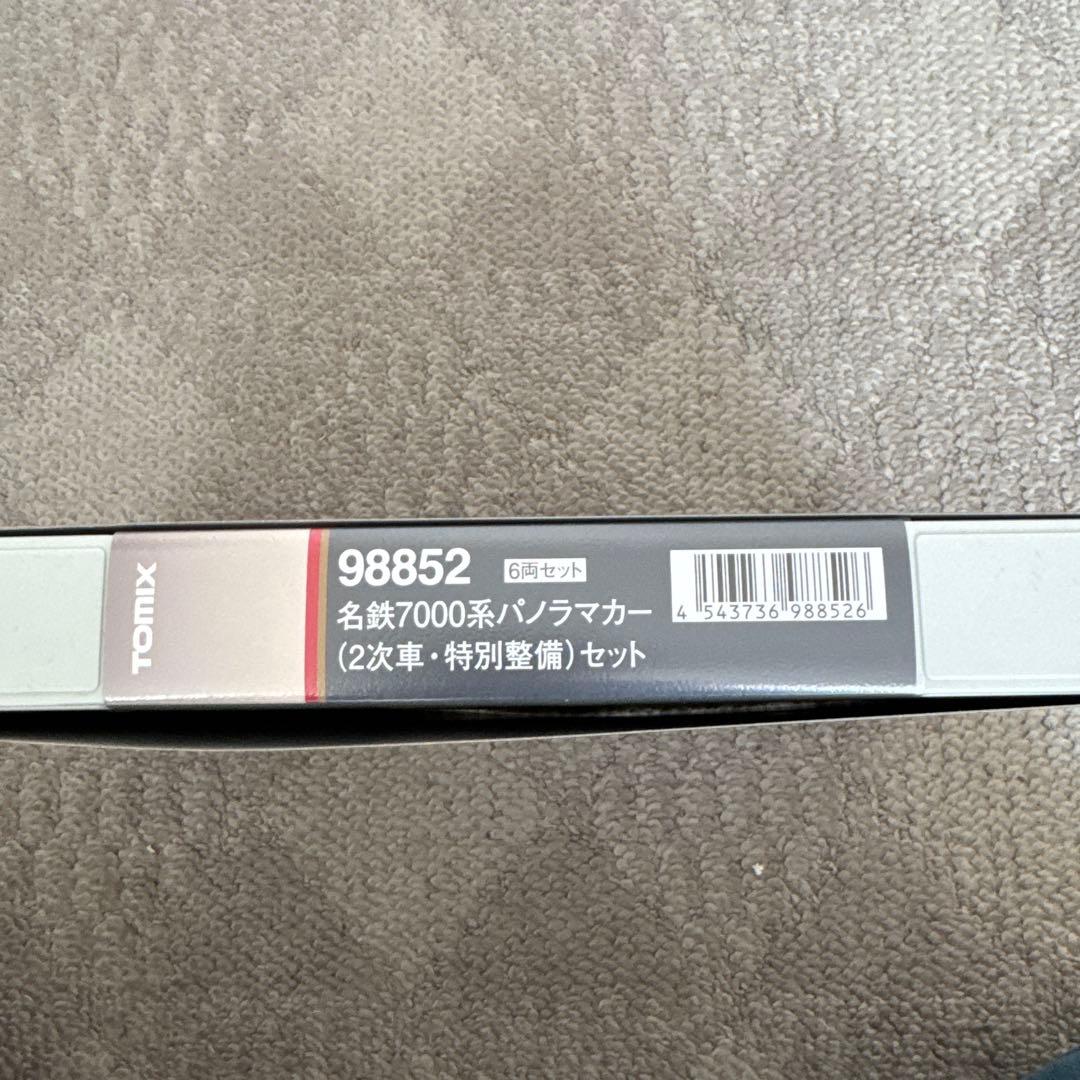 TOMIX
98852 6両セット
名鉄7000系パノラマカー
(2次車・特別整備)セット
4 543736 988526